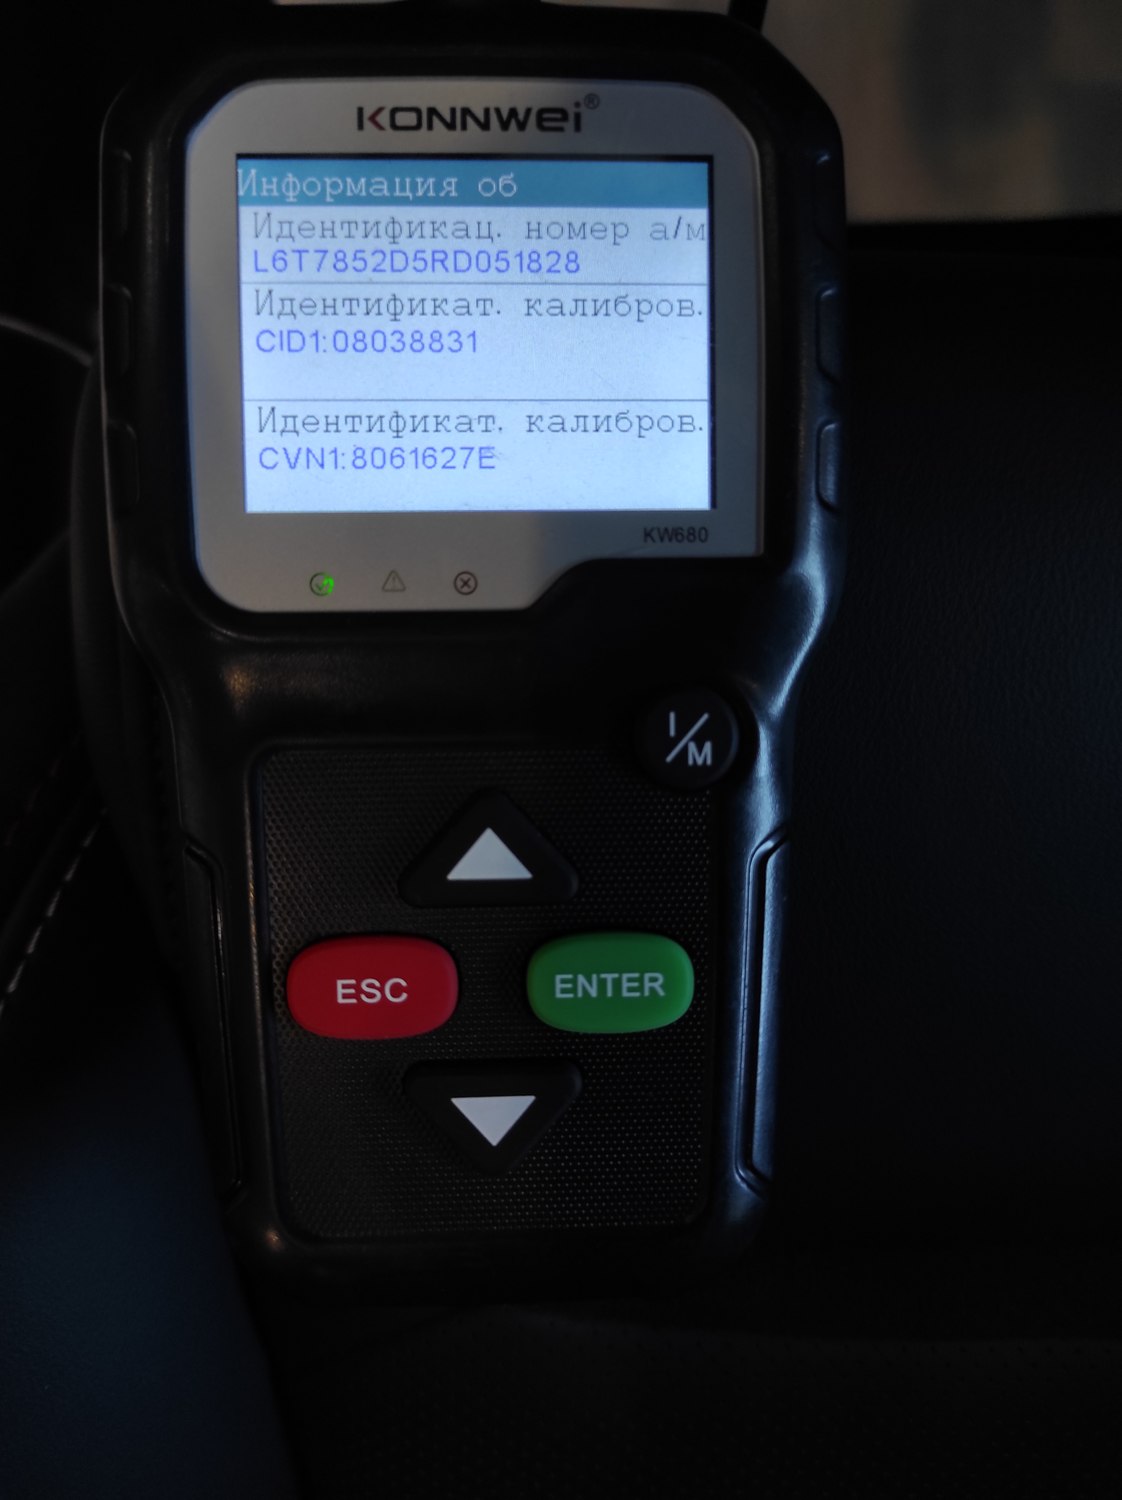 KONNWEI®
Информация об
Идентификац. номер а/м
L6T7852D5RD051828
Идентификат. калибров.
CID1:08038831
Идентификат. калибров.
CVN1:8061627E
KW680
I/M
ESC
ENTER